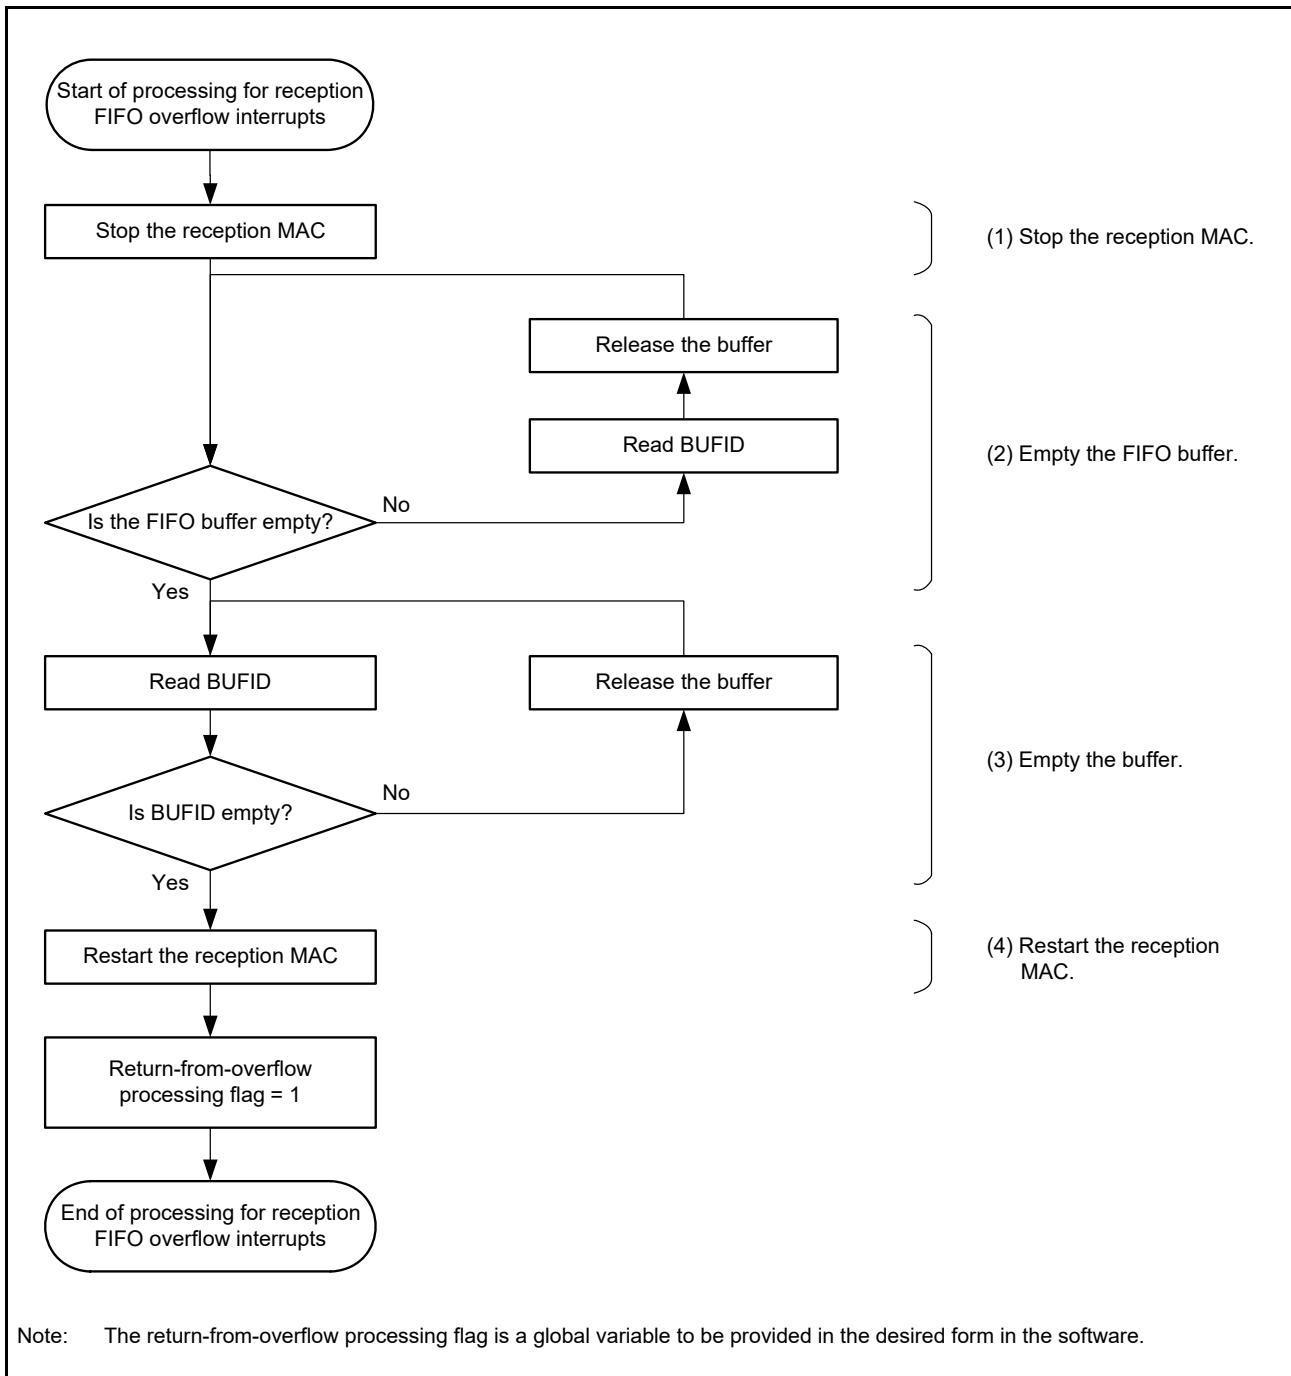 Start of processing for reception
FIFO overflow interrupts
Stop the reception MAC
(1) Stop the reception MAC.
Release the buffer
Read BUFID
(2) Empty the FIFO buffer.
Is the FIFO buffer empty?
No
Yes
Read BUFID
Release the buffer
(3) Empty the buffer.
Is BUFID empty?
No
Yes
Restart the reception MAC
(4) Restart the reception
MAC.
Return-from-overflow
processing flag = 1
End of processing for reception
FIFO overflow interrupts
Note: The return-from-overflow processing flag is a global variable to be provided in the desired form in the software.